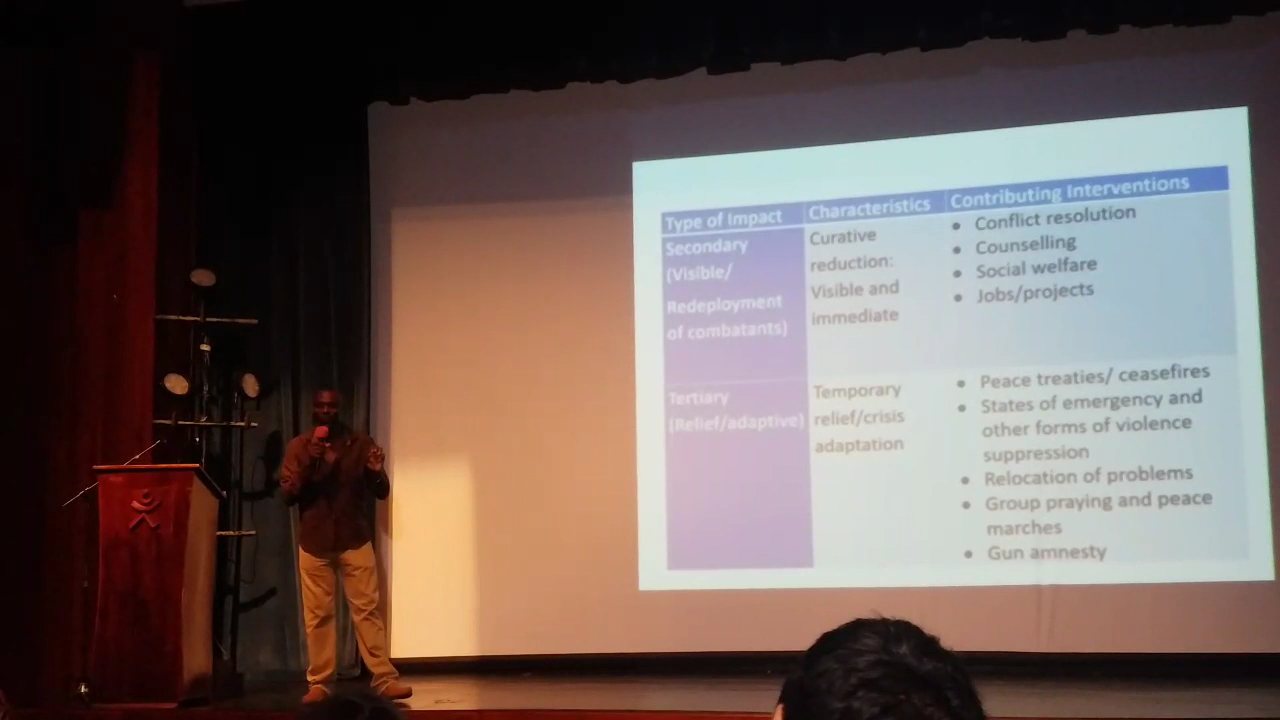 Type of Impact Characteristics Contributing Interventions
Secondary
(Visible/
Redeployment
of combatants)
Curative
reduction:
Visible and
immediate
• Conflict resolution
• Counselling
• Social welfare
• Jobs/projects
Tertiary
(Relief/adaptive)
Temporary
relief/crisis
adaptation
• Peace treaties/ ceasefires
• States of emergency and
other forms of violence
suppression
• Relocation of problems
• Group praying and peace
marches
• Gun amnesty